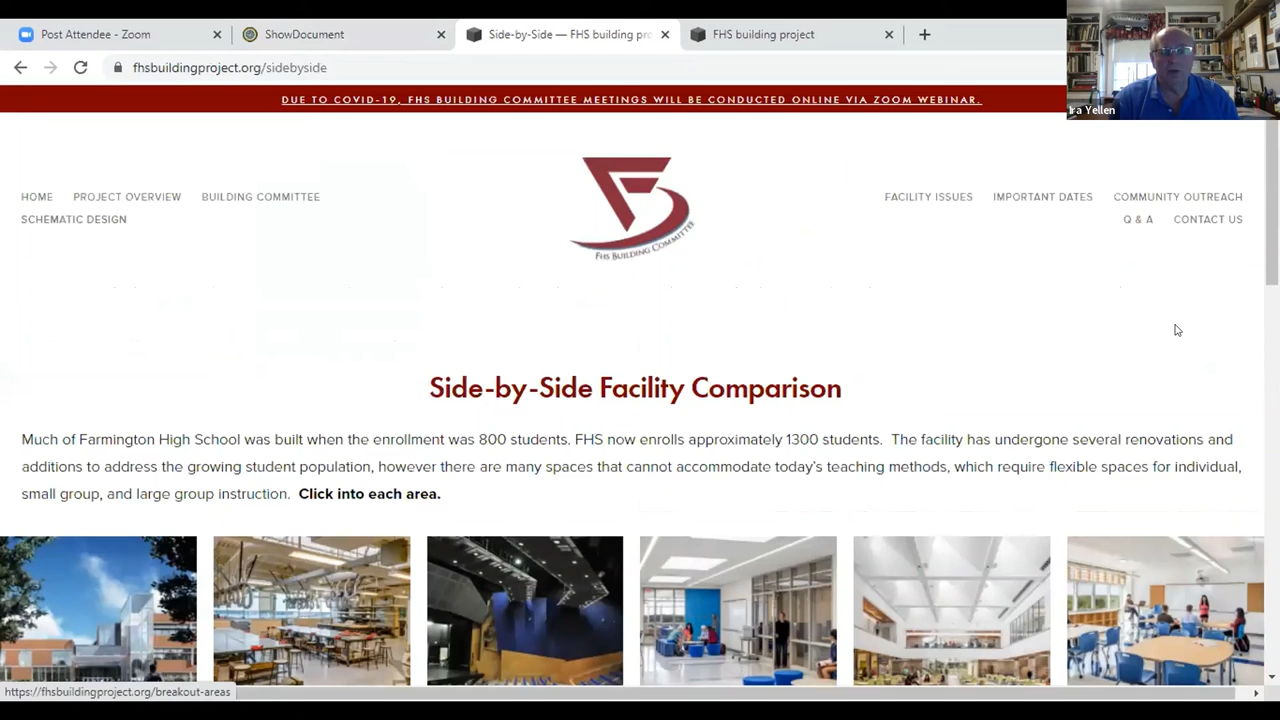 Post Attendee - Zoom
ShowDocument
Side-by-Side — FHS building pro
FHS building project
fhsbuildingproject.org/sidebyside
Ira Yellen
DUE TO COVID-19, FHS BUILDING COMMITTEE MEETINGS WILL BE CONDUCTED ONLINE VIA ZOOM WEBINAR.
HOME PROJECT OVERVIEW BUILDING COMMITTEE
SCHEMATIC DESIGN
FHS BUILDING COMMITTEE
FACILITY ISSUES IMPORTANT DATES COMMUNITY OUTREACH
Q & A CONTACT US
Side-by-Side Facility Comparison
Much of Farmington High School was built when the enrollment was 800 students. FHS now enrolls approximately 1300 students. The facility has undergone several renovations and
additions to address the growing student population, however there are many spaces that cannot accommodate today's teaching methods, which require flexible spaces for individual,
small group, and large group instruction. Click into each area.
https://fhsbuildingproject.org/breakout-areas